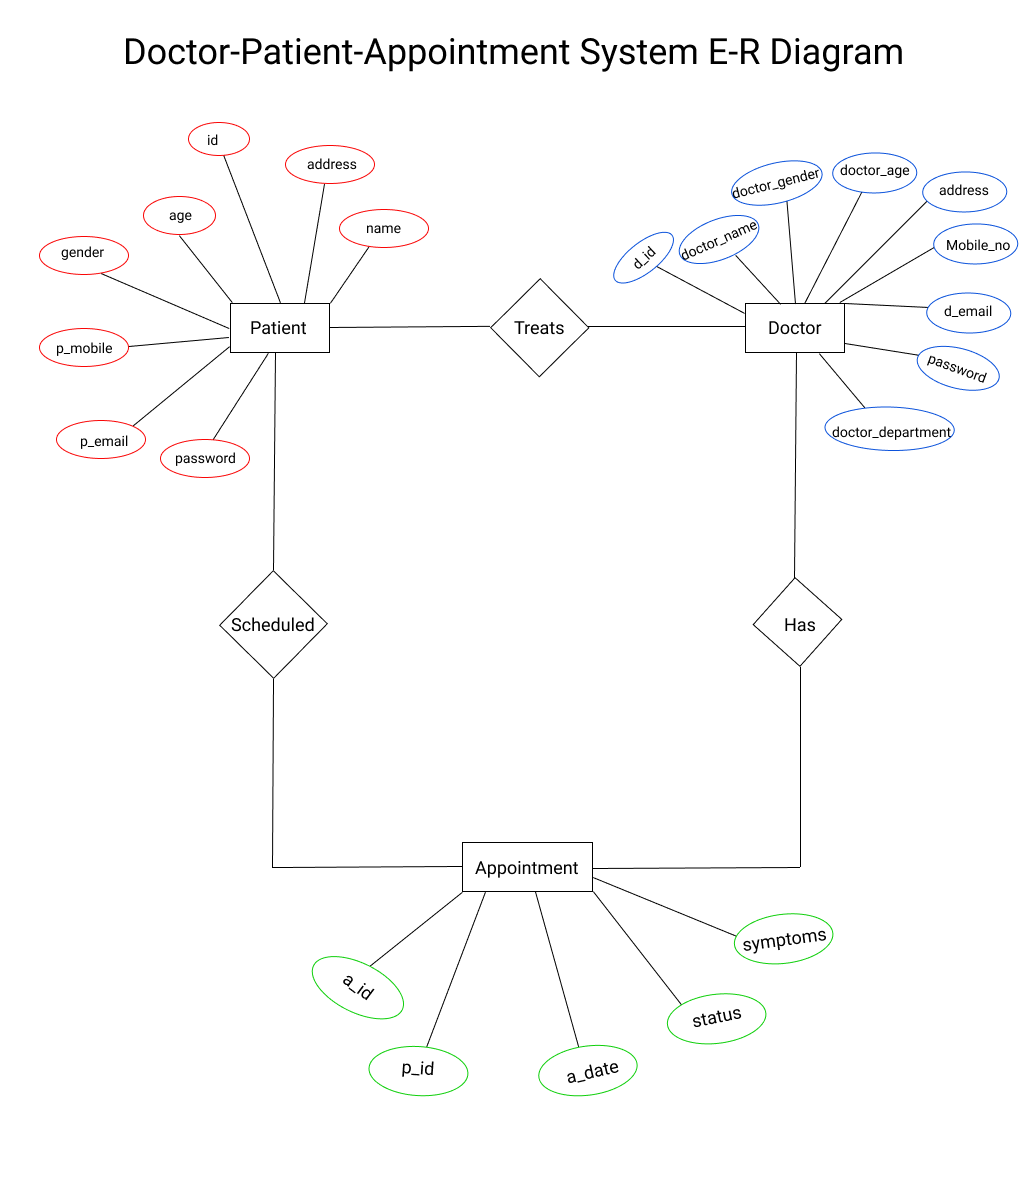 Doctor-Patient-Appointment System E-R Diagram
id
address
age
name
gender
p_mobile
p_email
password
Patient
Treats
Doctor
d_id
doctor_name
doctor_gender
doctor_age
address
Mobile_no
d_email
password
doctor_department
Scheduled
Has
Appointment
a_id
p_id
a_date
status
symptoms